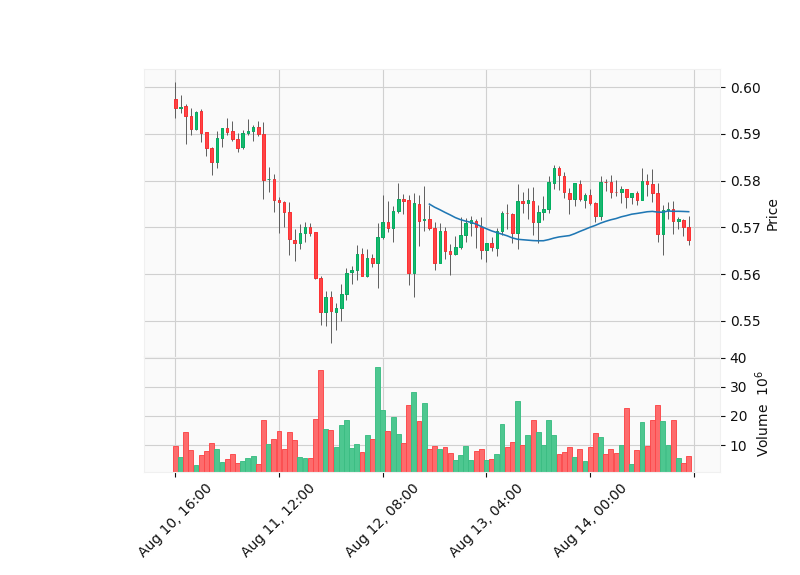 0.60
0.59
0.58
0.57
0.56
0.55
Price
40
30
20
10
Volume 10^6
Aug 10, 16:00
Aug 11, 12:00
Aug 12, 08:00
Aug 13, 04:00
Aug 14, 00:00